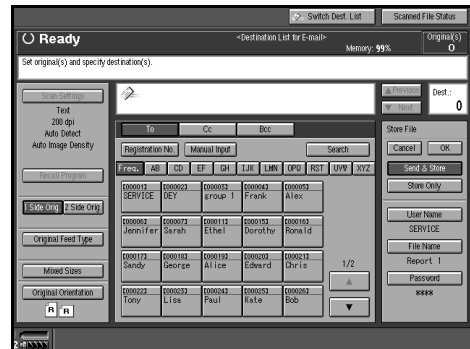 Switch Dest. List
Scanned File Status
Ready
<Destination List for E-mail>
Memory: 99%
Original(s)
0
Set original(s) and specify destination(s).
Scan Settings
Text
200 dpi
Auto Detect
Auto Image Density
Recall Program
1 Side Orig. 2 Side Orig.
Original Feed Type
Mixed Sizes
Original Orientation
R R
▲ Previous
▼ Next
Dest.:
0
To Cc Bcc
Registration No. Manual Input Search
Freq. AB CD EF GH IJK LMN OPQ RST UVW XYZ
[00001] [00002] [00005] [00004] [00005]
SERVICE DEY group 1 Frank Alex
[00006] [00007] [00011] [00015] [00016]
Jennifer Sarah Ethel Dorothy Ronald
[00017] [00018] [00019] [00020] [00021]
Sandy George Alice Edward Chris
[00022] [00023] [00024] [00025] [00026]
Tony Lisa Paul Kate Bob
1/2
▲
▼
Store File
Cancel OK
Send & Store
Store Only
User Name
SERVICE
File Name
Report 1
Password
****
2